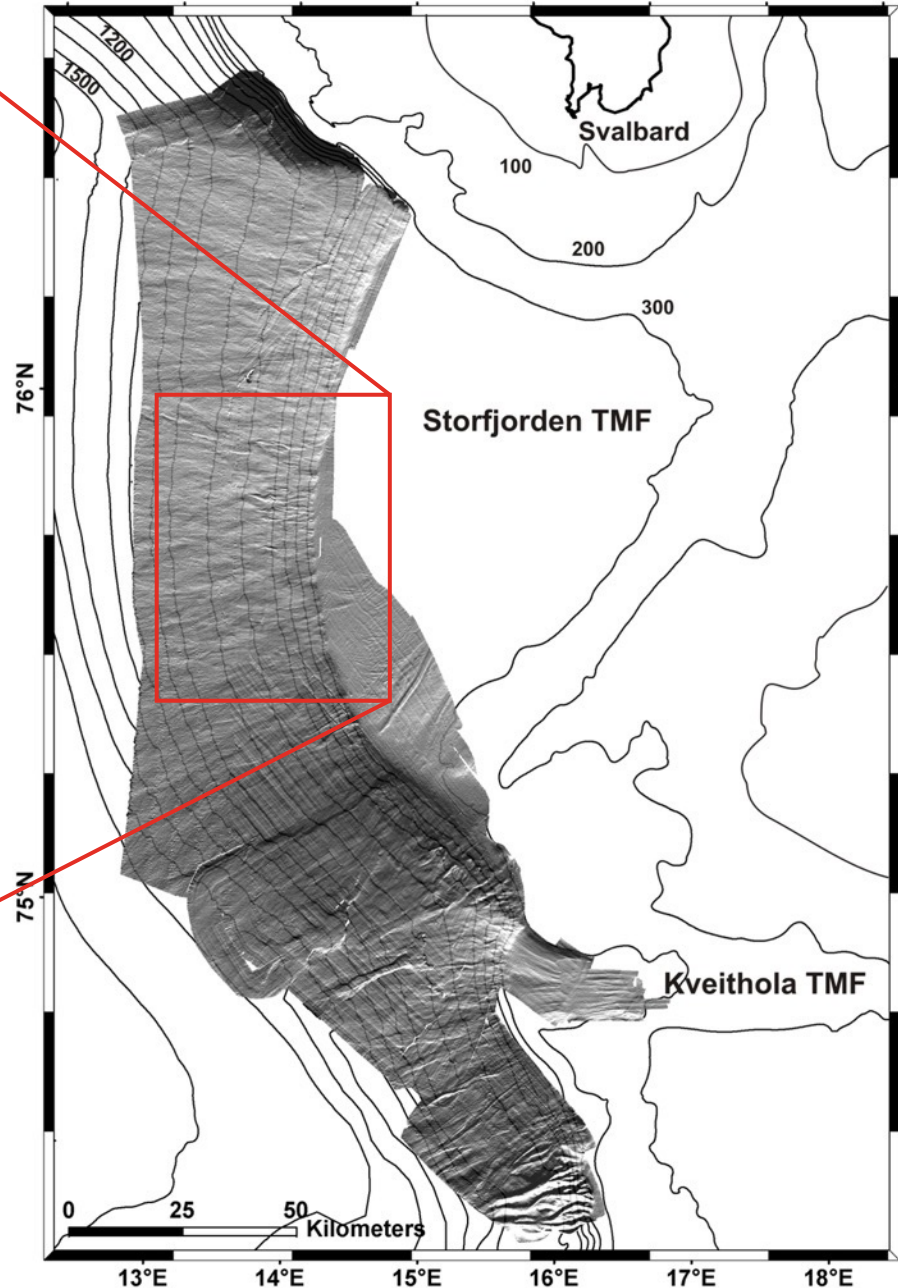 1200
1500
Svalbard
100
200
300
76°N
Storfjorden TMF
75°N
Kveithola TMF
0 25 50
Kilometers
13°E 14°E 15°E 16°E 17°E 18°E